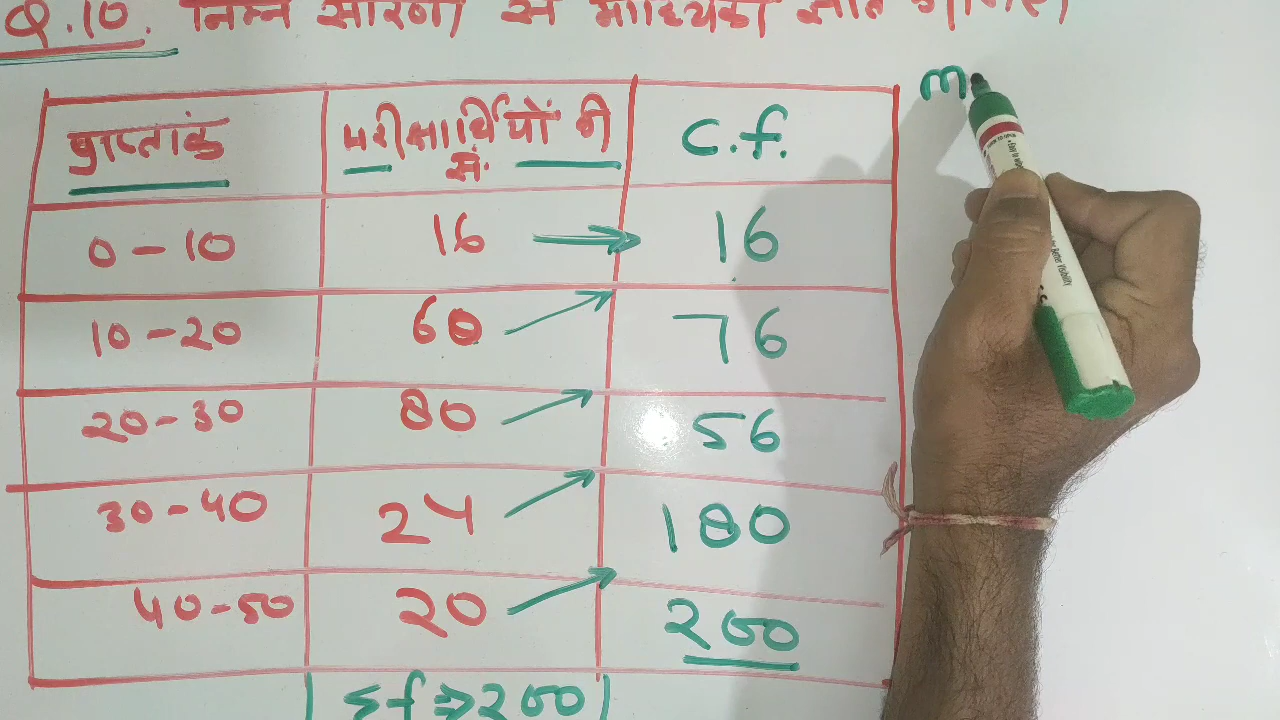 Q.10. निम्न सारणी से माध्यिका ज्ञात कीजिए
प्राप्तांक परीक्षार्थियों की सं. C.f.
0-10 16 16
10-20 60 76
20-30 80 56
30-40 24 180
40-50 20 200
Σf ⇒ 200
m